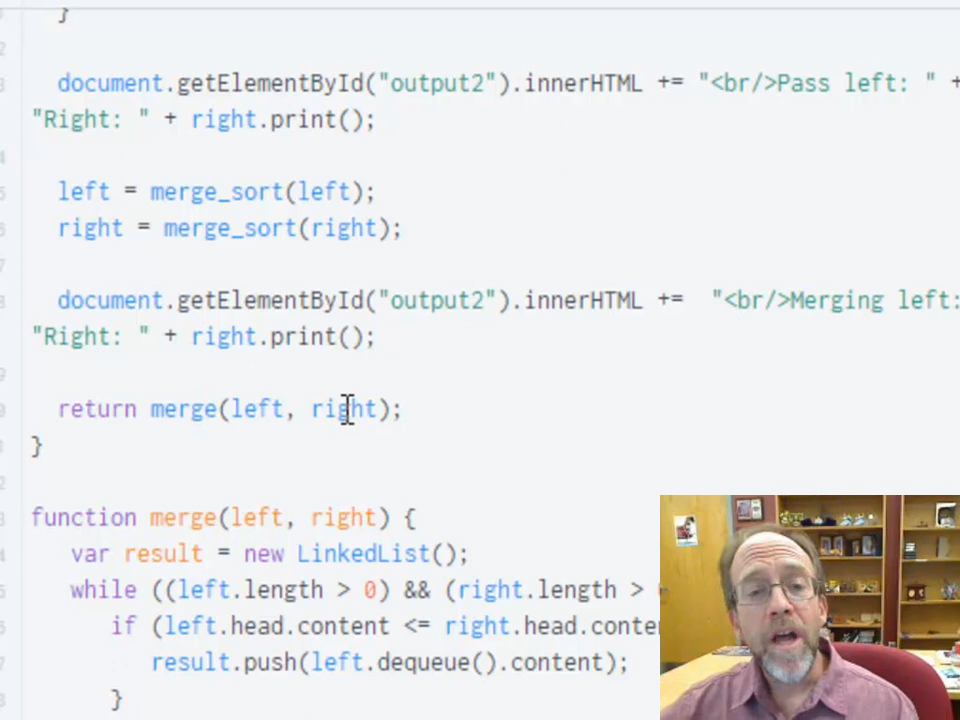 }
document.getElementById("output2").innerHTML += "<br/>Pass left: " +
"Right: " + right.print();
left = merge_sort(left);
right = merge_sort(right);
document.getElementById("output2").innerHTML += "<br/>Merging left:
"Right: " + right.print();
return merge(left, right);
}
function merge(left, right) {
var result = new LinkedList();
while ((left.length > 0) && (right.length >
if (left.head.content <= right.head.conte
result.push(left.dequeue().content);
}